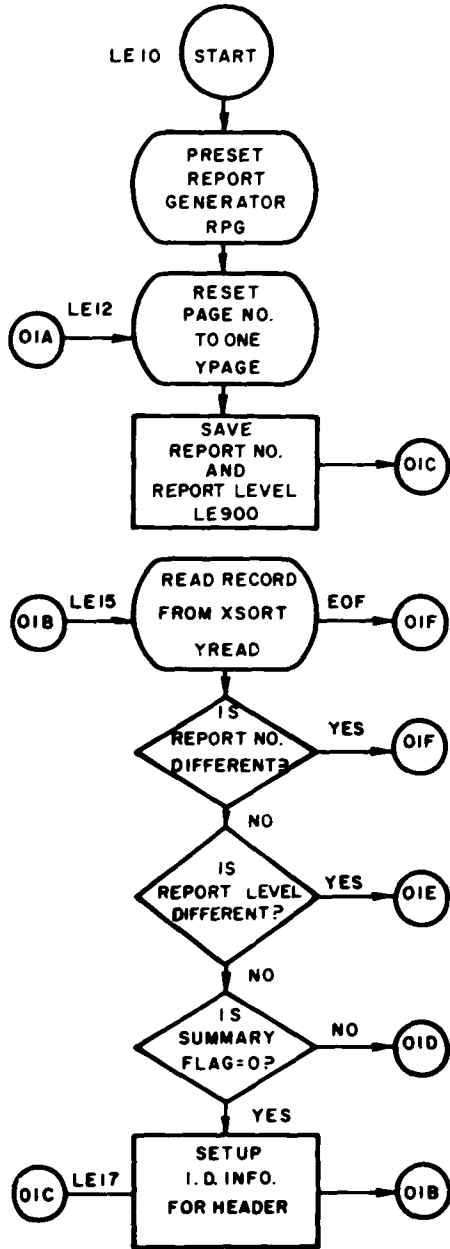 LE10
START
PRESET
REPORT
GENERATOR
RPG
RESET
PAGE NO.
TO ONE
YPAGE
LE12
01A
SAVE
REPORT NO.
AND
REPORT LEVEL
LE900
01C
01B
LE15
READ RECORD
FROM XSORT
YREAD
EOF
01F
IS
REPORT NO.
DIFFERENT?
YES
01F
NO
IS
REPORT LEVEL
DIFFERENT?
YES
01E
NO
IS
SUMMARY
FLAG=0?
NO
01D
YES
01C
LE17
SETUP
I.D. INFO.
FOR HEADER
01B